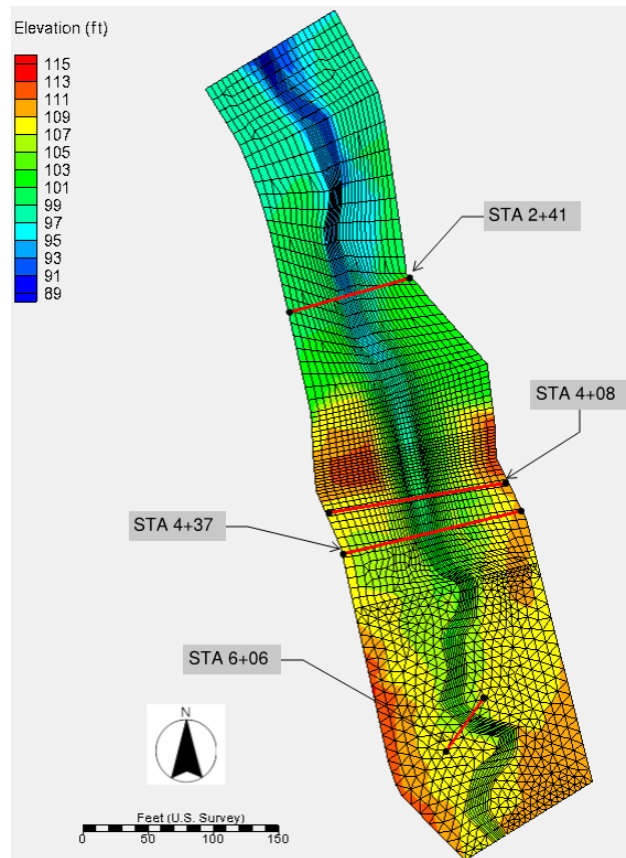 Elevation (ft)
115
113
111
109
107
105
103
101
99
97
95
93
91
89
STA 2+41
STA 4+08
STA 4+37
STA 6+06
N
Feet (U.S. Survey)
0 50 100 150